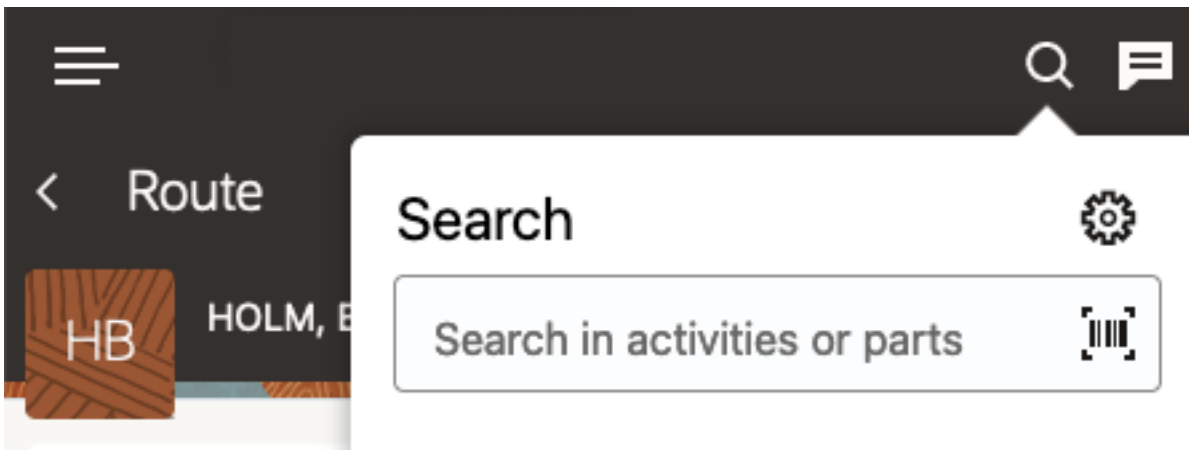 Route
Search
HB
HOLM,
Search in activities or parts